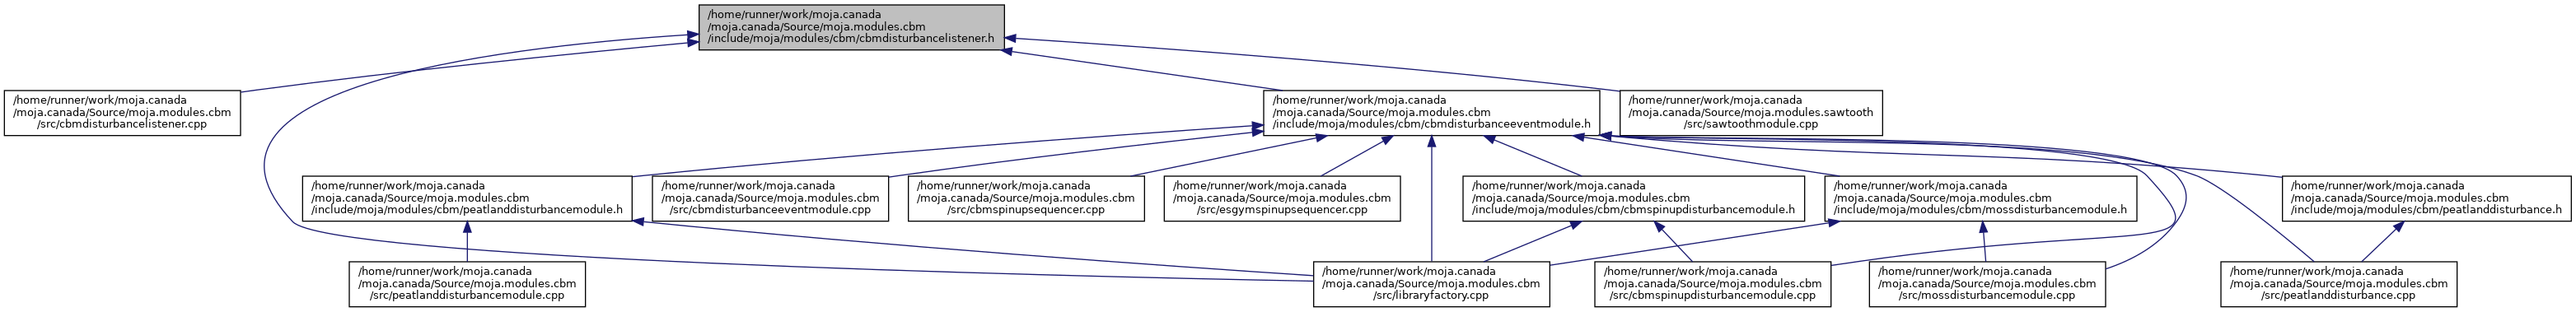 /home/runner/work/moja.canada
/moja.canada/Source/moja.modules.cbm
/include/moja/modules/cbm/cbmdisturbancelistener.h
/home/runner/work/moja.canada
/moja.canada/Source/moja.modules.cbm
/src/cbmdisturbancelistener.cpp
/home/runner/work/moja.canada
/moja.canada/Source/moja.modules.cbm
/include/moja/modules/cbm/cbmdisturbanceeventmodule.h
/home/runner/work/moja.canada
/moja.canada/Source/moja.modules.sawtooth
/src/sawtoothmodule.cpp
/home/runner/work/moja.canada
/moja.canada/Source/moja.modules.cbm
/include/moja/modules/cbm/peatlanddisturbancemodule.h
/home/runner/work/moja.canada
/moja.canada/Source/moja.modules.cbm
/src/cbmdisturbanceeventmodule.cpp
/home/runner/work/moja.canada
/moja.canada/Source/moja.modules.cbm
/src/cbmspinupsequencer.cpp
/home/runner/work/moja.canada
/moja.canada/Source/moja.modules.cbm
/src/esgymspinupsequencer.cpp
/home/runner/work/moja.canada
/moja.canada/Source/moja.modules.cbm
/include/moja/modules/cbm/cbmspinupdisturbancemodule.h
/home/runner/work/moja.canada
/moja.canada/Source/moja.modules.cbm
/include/moja/modules/cbm/mossdisturbancemodule.h
/home/runner/work/moja.canada
/moja.canada/Source/moja.modules.cbm
/include/moja/modules/cbm/peatlanddisturbance.h
/home/runner/work/moja.canada
/moja.canada/Source/moja.modules.cbm
/src/peatlanddisturbancemodule.cpp
/home/runner/work/moja.canada
/moja.canada/Source/moja.modules.cbm
/src/libraryfactory.cpp
/home/runner/work/moja.canada
/moja.canada/Source/moja.modules.cbm
/src/cbmspinupdisturbancemodule.cpp
/home/runner/work/moja.canada
/moja.canada/Source/moja.modules.cbm
/src/mossdisturbancemodule.cpp
/home/runner/work/moja.canada
/moja.canada/Source/moja.modules.cbm
/src/peatlanddisturbance.cpp